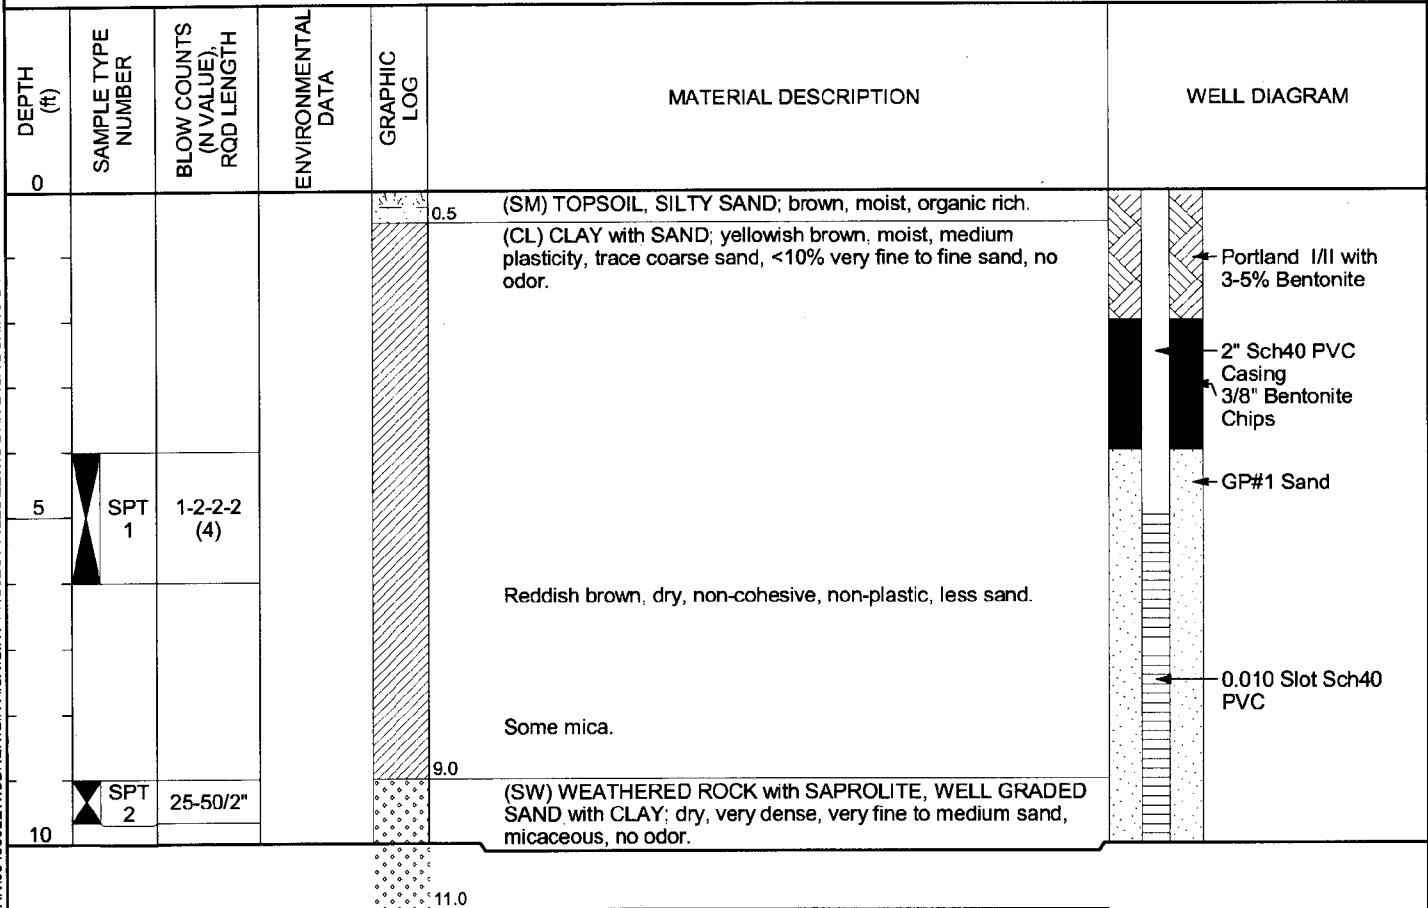 DEPTH
(ft)
SAMPLE TYPE
NUMBER
BLOW COUNTS
(N VALUE),
RQD LENGTH
ENVIRONMENTAL
DATA
GRAPHIC
LOG
MATERIAL DESCRIPTION
WELL DIAGRAM
0
0.5
(SM) TOPSOIL, SILTY SAND; brown, moist, organic rich.
(CL) CLAY with SAND; yellowish brown, moist, medium
plasticity, trace coarse sand, <10% very fine to fine sand, no
odor.
Portland I/II with
3-5% Bentonite
2" Sch40 PVC
Casing
3/8" Bentonite
Chips
GP#1 Sand
5
SPT
1
1-2-2-2
(4)
Reddish brown, dry, non-cohesive, non-plastic, less sand.
0.010 Slot Sch40
PVC
Some mica.
9.0
SPT
2
25-50/2"
(SW) WEATHERED ROCK with SAPROLITE, WELL GRADED
SAND with CLAY; dry, very dense, very fine to medium sand,
micaceous, no odor.
10
11.0